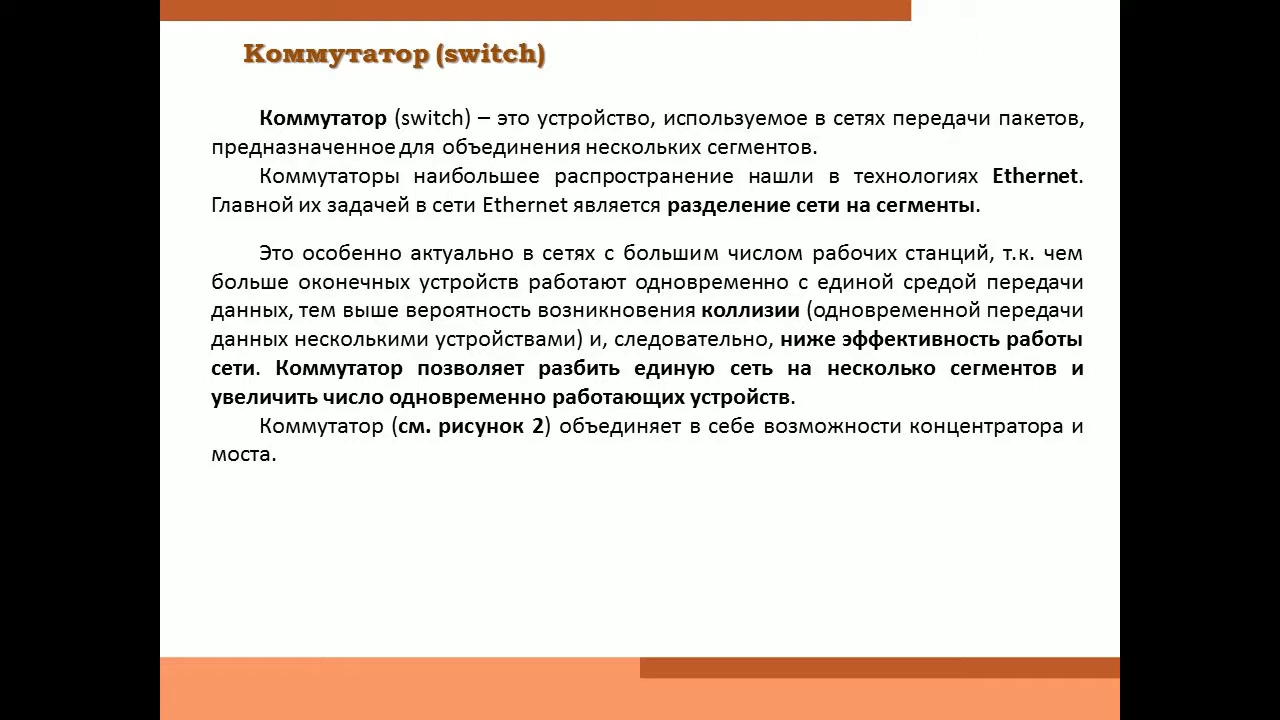 Коммутатор (switch)
Коммутатор (switch) – это устройство, используемое в сетях передачи пакетов,
предназначенное для объединения нескольких сегментов.
Коммутаторы наибольшее распространение нашли в технологиях Ethernet.
Главной их задачей в сети Ethernet является разделение сети на сегменты.
Это особенно актуально в сетях с большим числом рабочих станций, т.к. чем
больше оконечных устройств работают одновременно с единой средой передачи
данных, тем выше вероятность возникновения коллизии (одновременной передачи
данных несколькими устройствами) и, следовательно, ниже эффективность работы
сети. Коммутатор позволяет разбить единую сеть на несколько сегментов и
увеличить число одновременно работающих устройств.
Коммутатор (см. рисунок 2) объединяет в себе возможности концентратора и
моста.